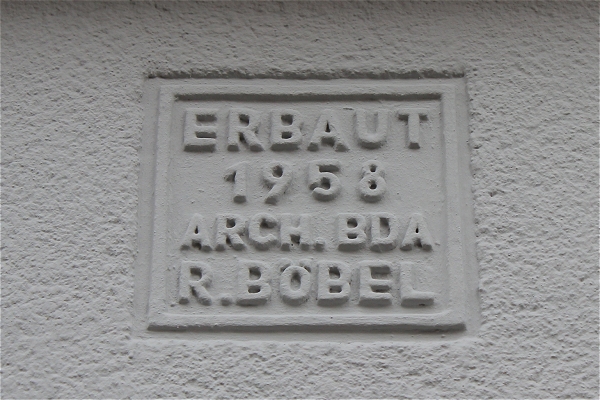 ERBAUT
1958
ARCH. BDA
R. BÖBEL